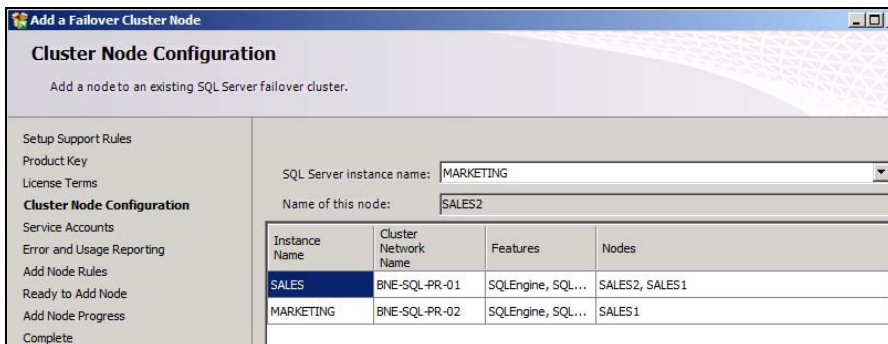 Add a Failover Cluster Node
Cluster Node Configuration
Add a node to an existing SQL Server failover cluster.
Setup Support Rules
Product Key
License Terms
Cluster Node Configuration
Service Accounts
Error and Usage Reporting
Add Node Rules
Ready to Add Node
Add Node Progress
Complete
SQL Server instance name: MARKETING
Name of this node: SALES2
Instance Name Cluster Network Name Features Nodes
SALES BNE-SQL-PR-01 SQLEngine, SQL... SALES2, SALES1
MARKETING BNE-SQL-PR-02 SQLEngine, SQL... SALES1